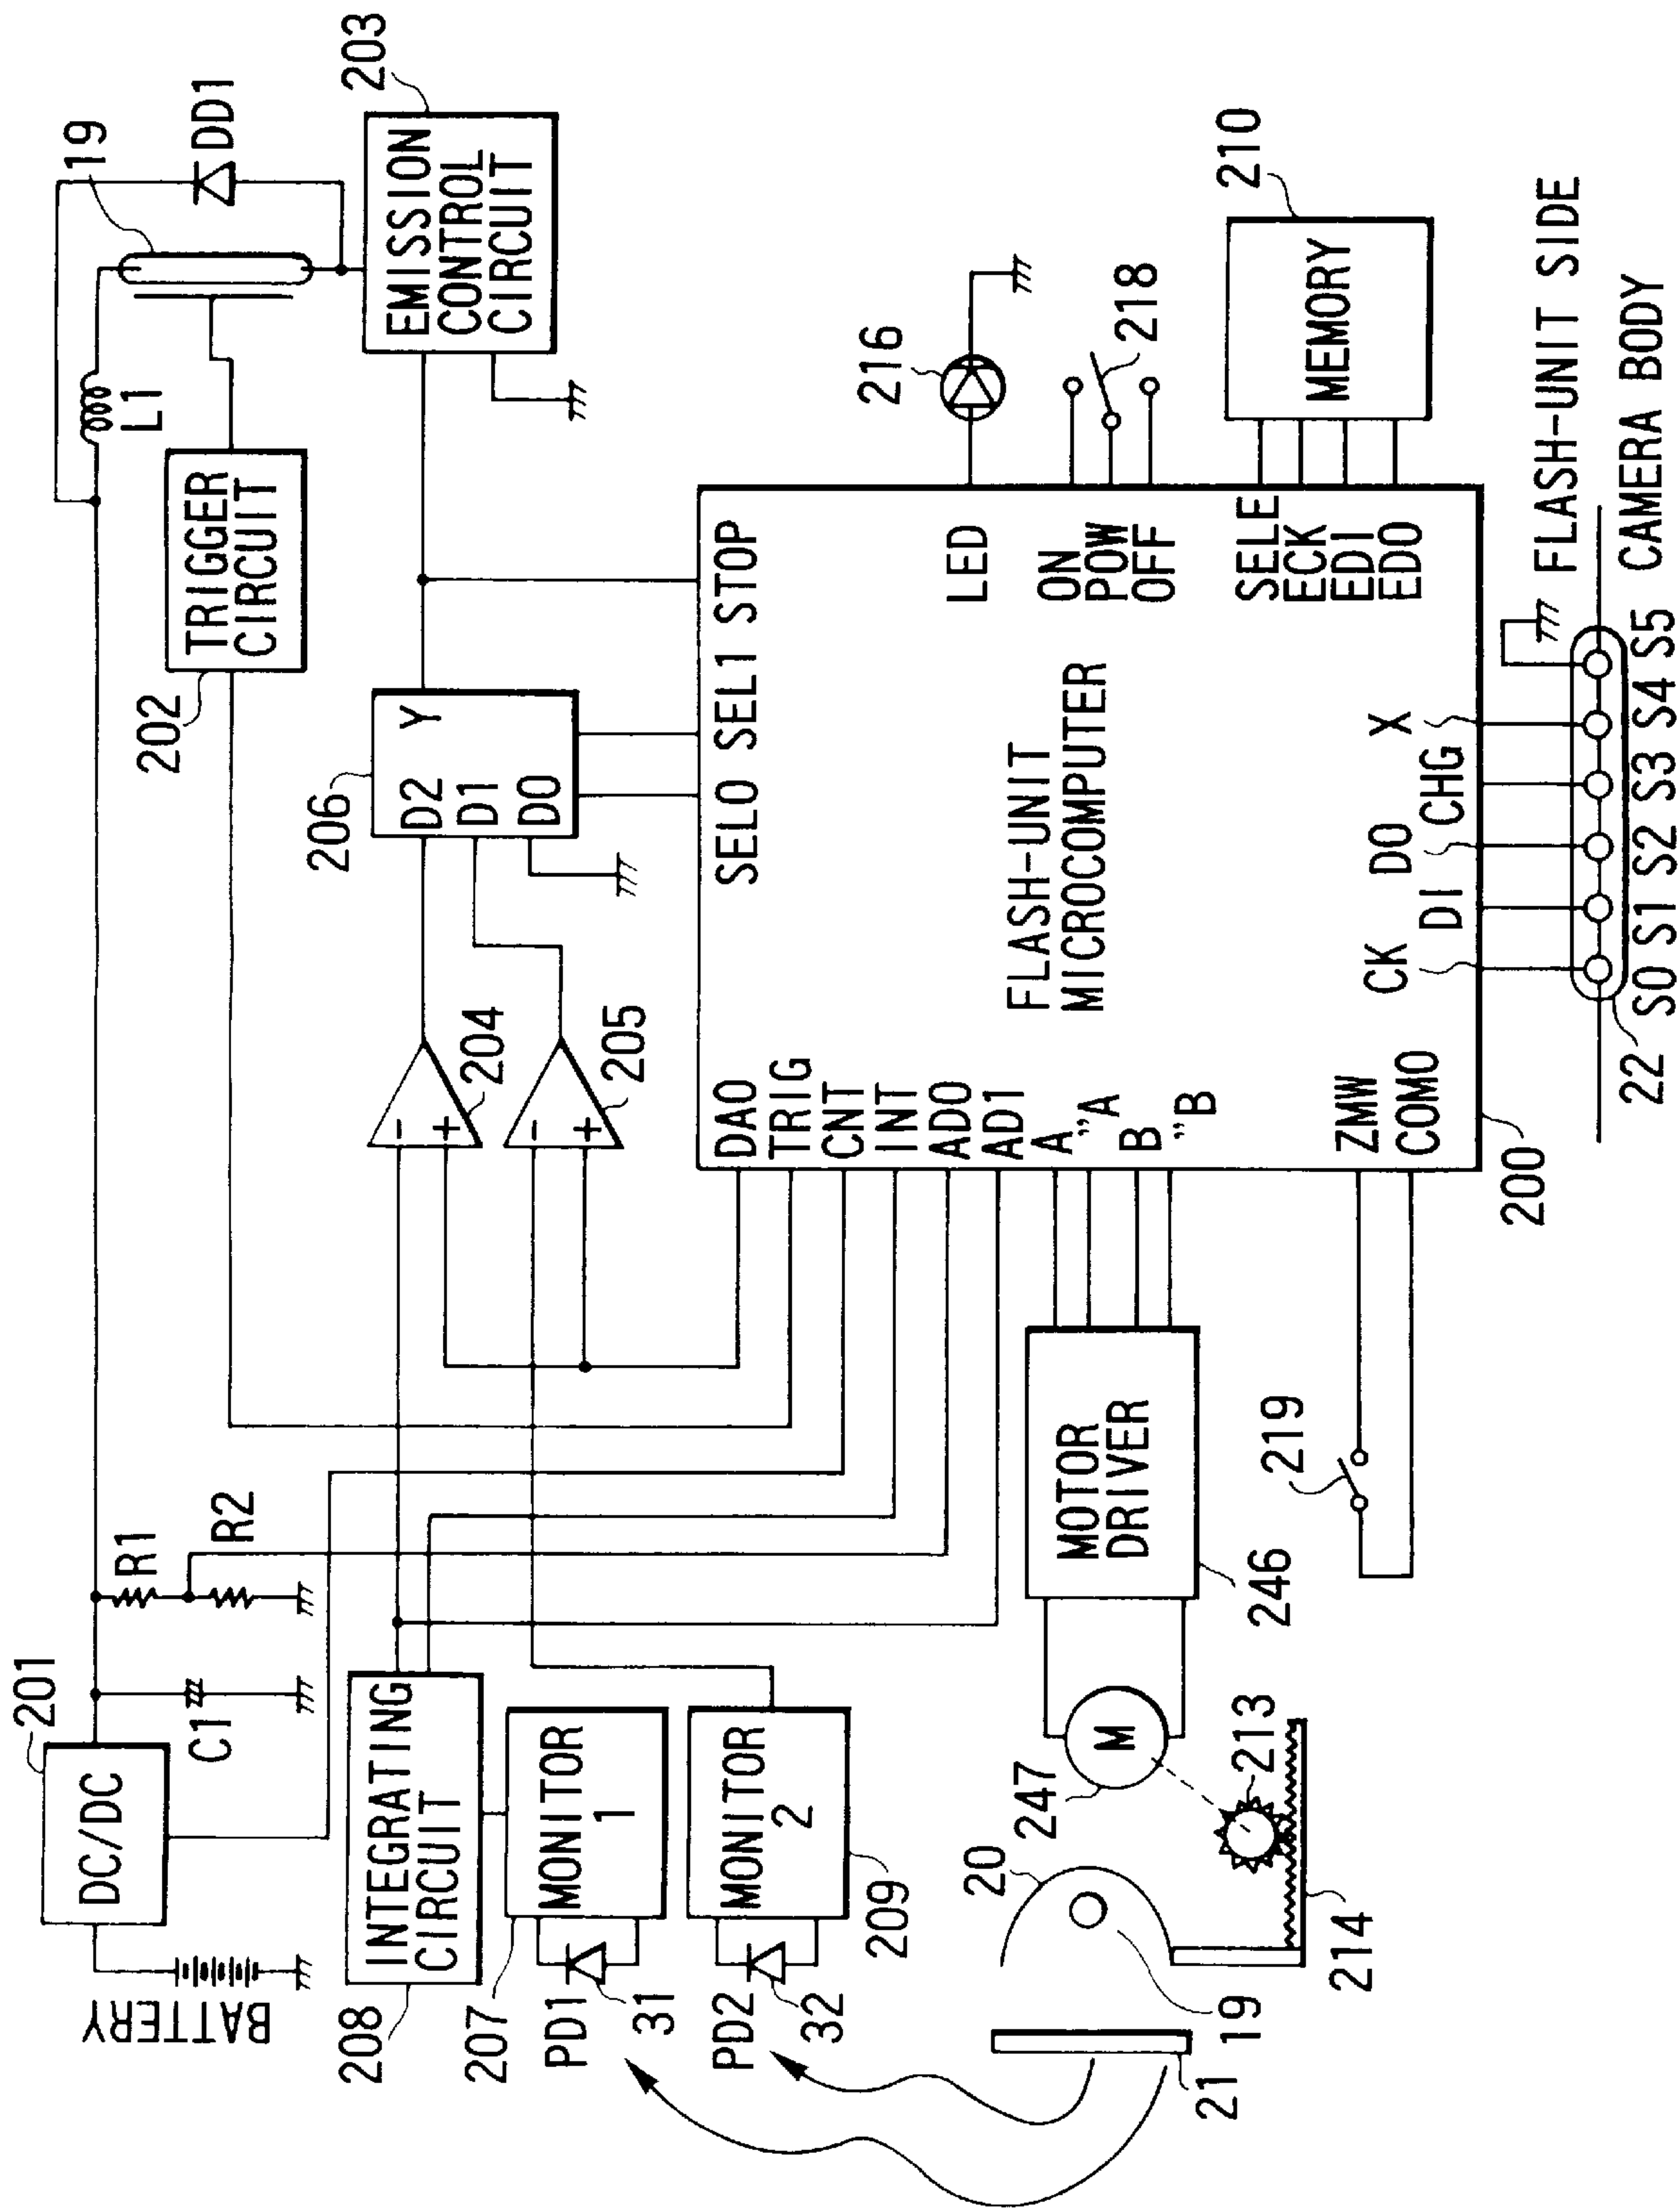 BATTERY
201
DC/DC
C1
R1
R2
202
TRIGGER
CIRCUIT
L1
119
DD1
208
INTEGRATING
CIRCUIT
204
-
+
205
-
+
206
D2
D1
D0
Y
EMISSION
CONTROL
CIRCUIT
203
207
MONITOR
1
PD1
31
MONITOR
2
209
PD2
32
DAO
TRIG
CNT
INT
AD0
AD1
A
"A
B
"B
ZMW
COM0
SEL0
SEL1
STOP
FLASH-UNIT
MICROCOMPUTER
LED
ON
POW
OFF
SELE
ECK
EDI
EDO
CK
DI
DO
CHG
X
216
218
MEMORY
210
20
19
21
247
M
213
214
MOTOR
DRIVER
246
219
200
22
S0
S1
S2
S3
S4
S5
FLASH-UNIT SIDE
CAMERA BODY